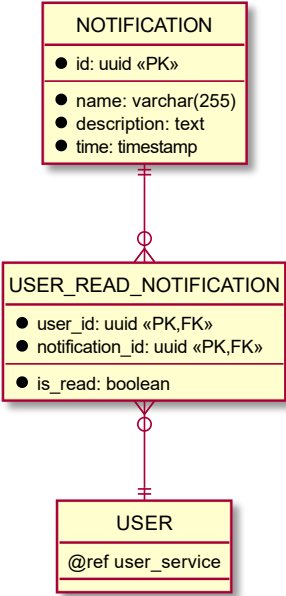 NOTIFICATION
id: uuid «PK»
name: varchar(255)
description: text
time: timestamp
USER_READ_NOTIFICATION
user_id: uuid «PK,FK»
notification_id: uuid «PK,FK»
is_read: boolean
USER
@ref user_service